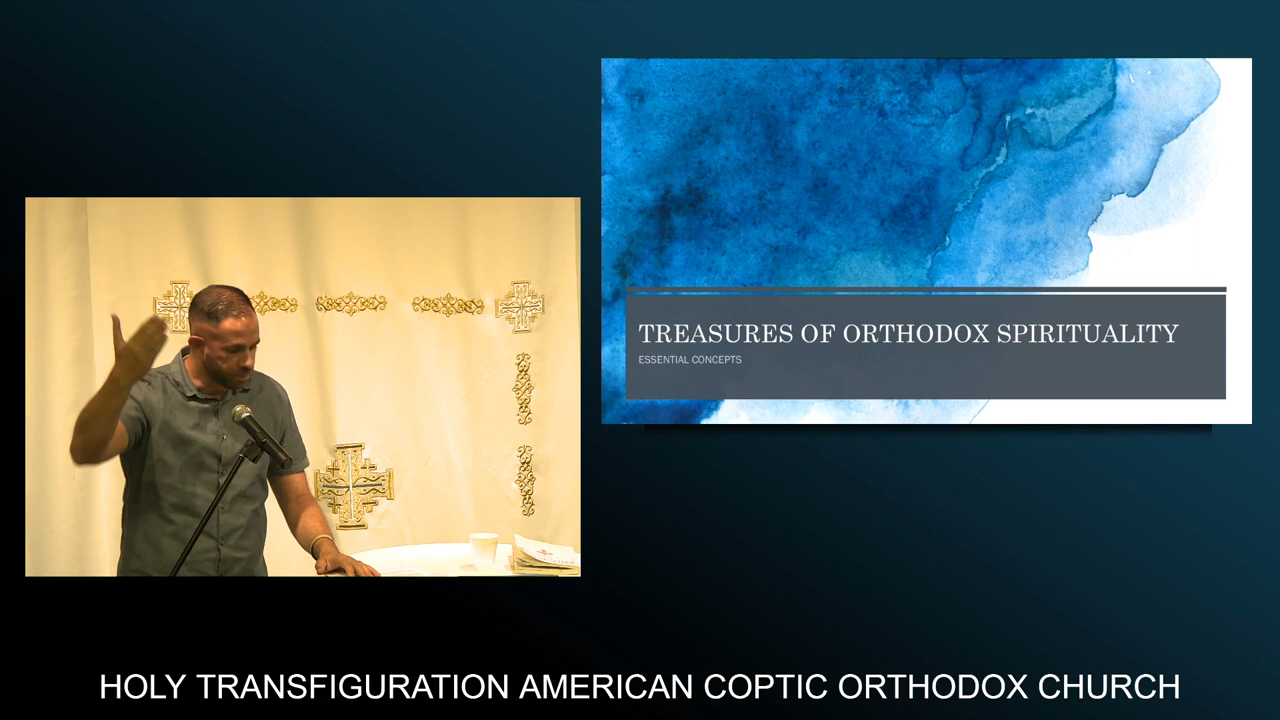 TREASURES OF ORTHODOX SPIRITUALITY
ESSENTIAL CONCEPTS
HOLY TRANSFIGURATION AMERICAN COPTIC ORTHODOX CHURCH